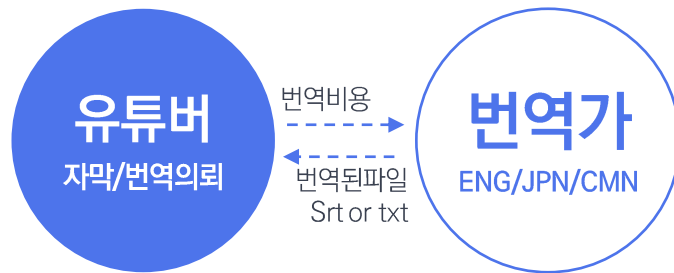 유튜버
자막/번역의뢰
번역비용
번역된파일
Srt or txt
번역가
ENG/JPN/CMN